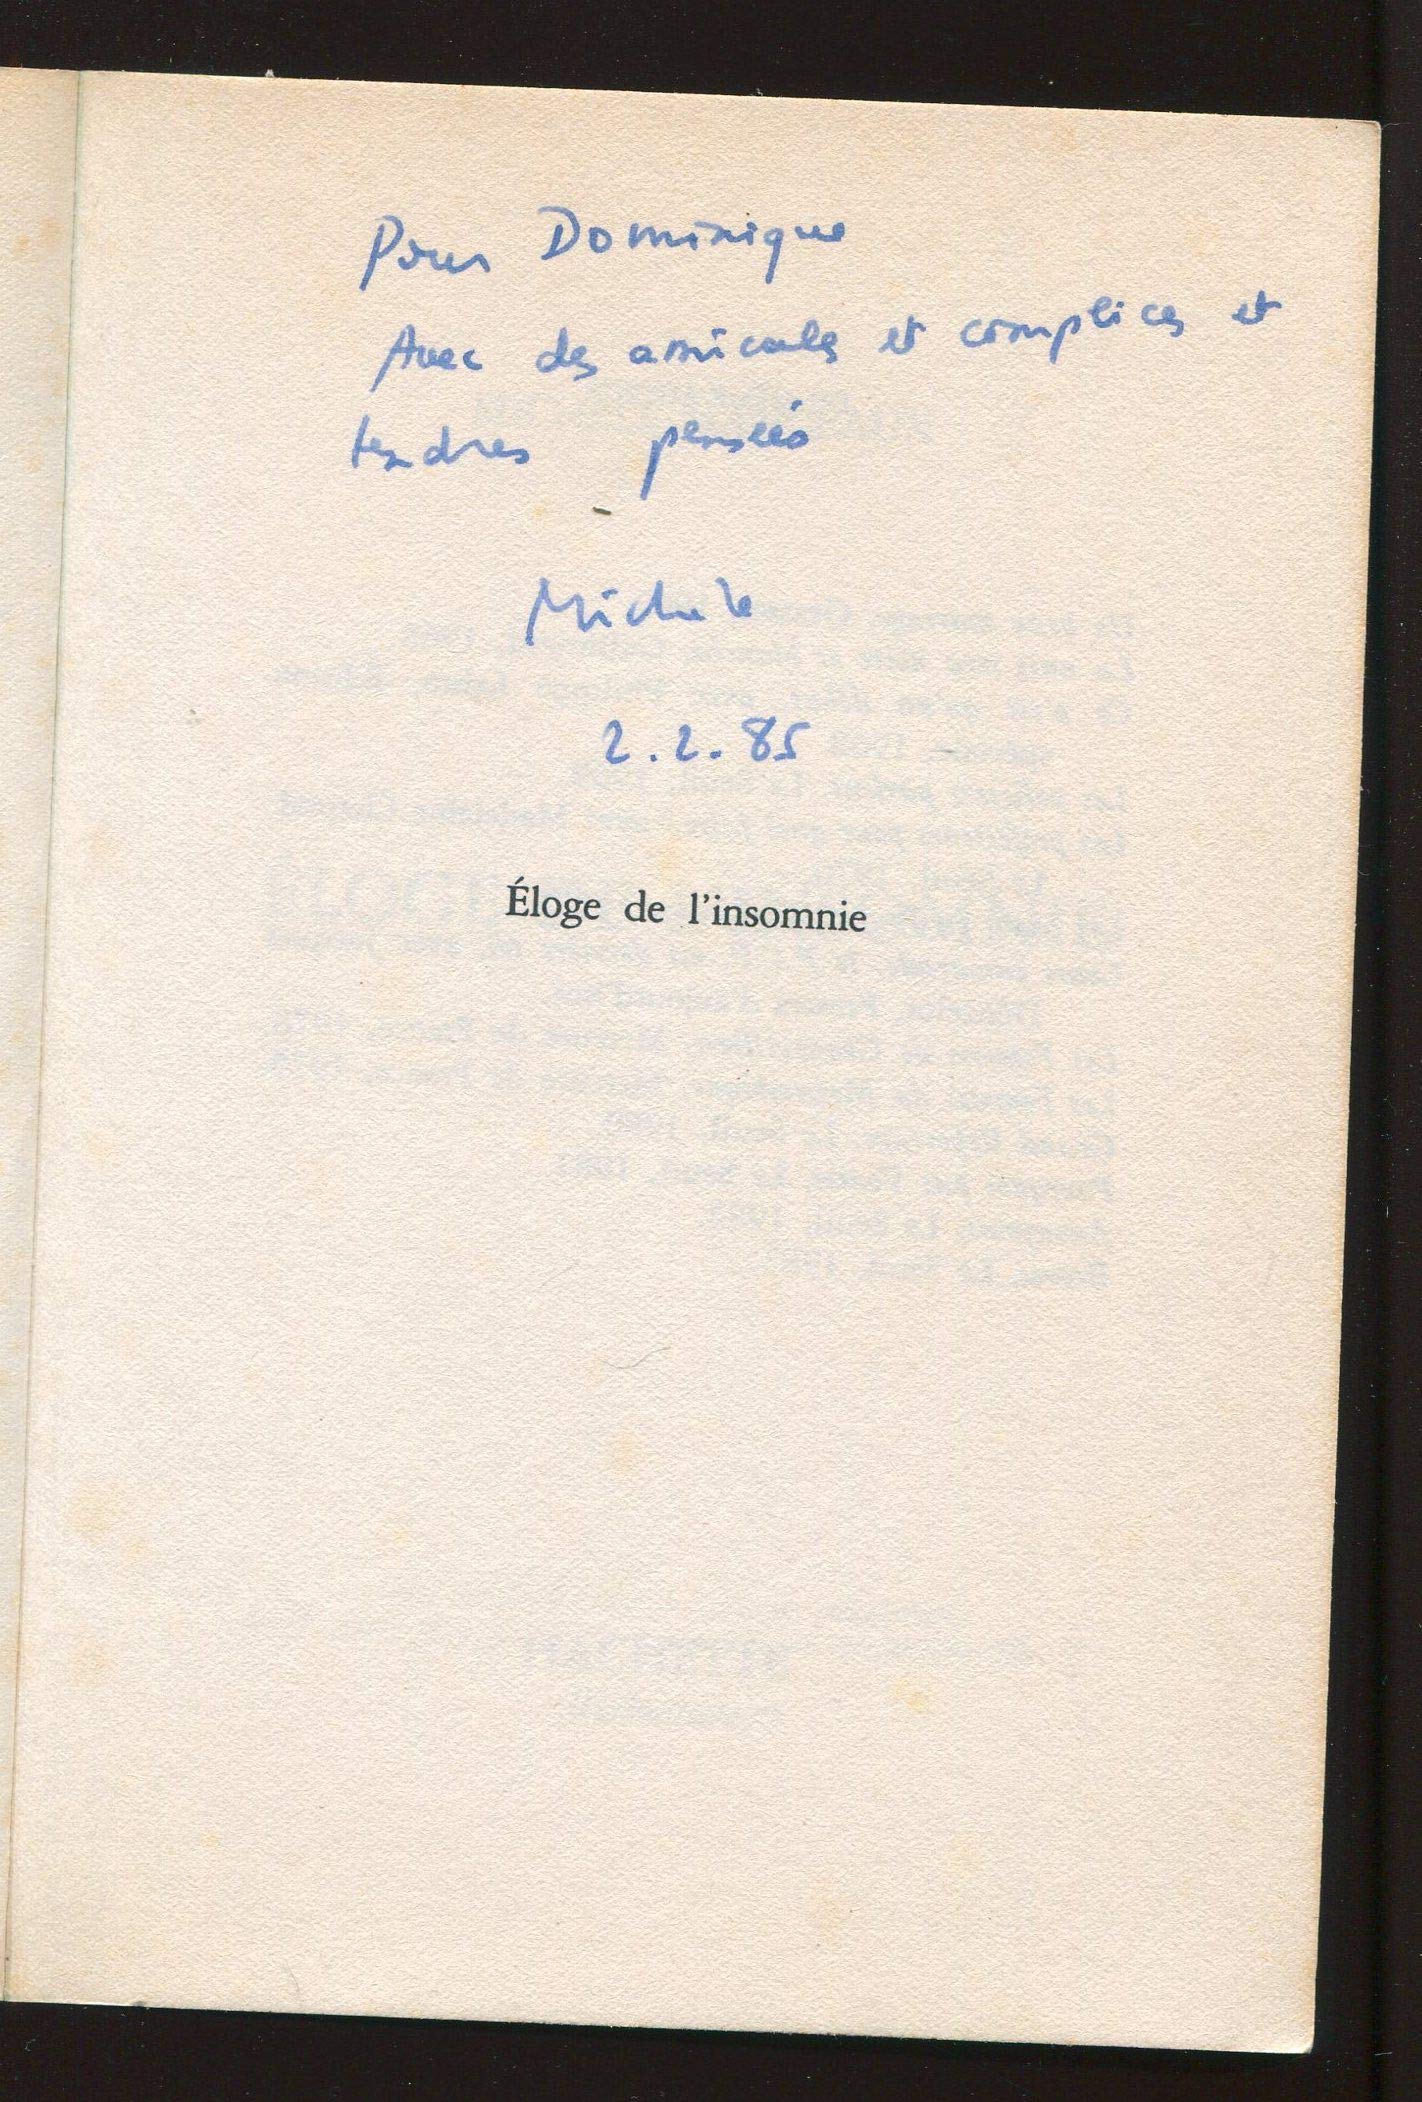 Pour Dominique
Avec des amicales et complices et
tendres pensées
Michèle
2.2.85
Éloge de l'insomnie